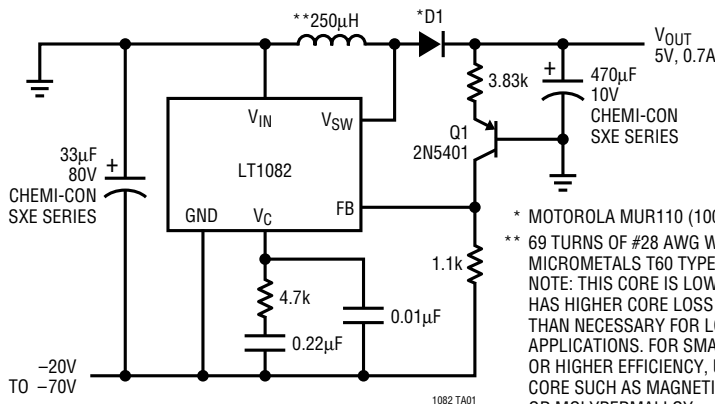 **250µH
*D1
VOUT
5V, 0.7A
3.83k
+
470µF
10V
CHEMI-CON
SXE SERIES
Q1
2N5401
VIN
VSW
LT1082
GND
VC
FB
33µF
80V
CHEMI-CON
SXE SERIES
+
1.1k
4.7k
0.01µF
0.22µF
–20V
TO –70V
* MOTOROLA MUR110
** 69 TURNS OF #28 AWG
MICROMETALS T60 TYPE
NOTE: THIS CORE IS
HAS HIGHER CORE LOSS
THAN NECESSARY FOR
APPLICATIONS. FOR
OR HIGHER EFFICIENCY,
CORE SUCH AS
OR MOLYPERMALLOY
1082 TA01